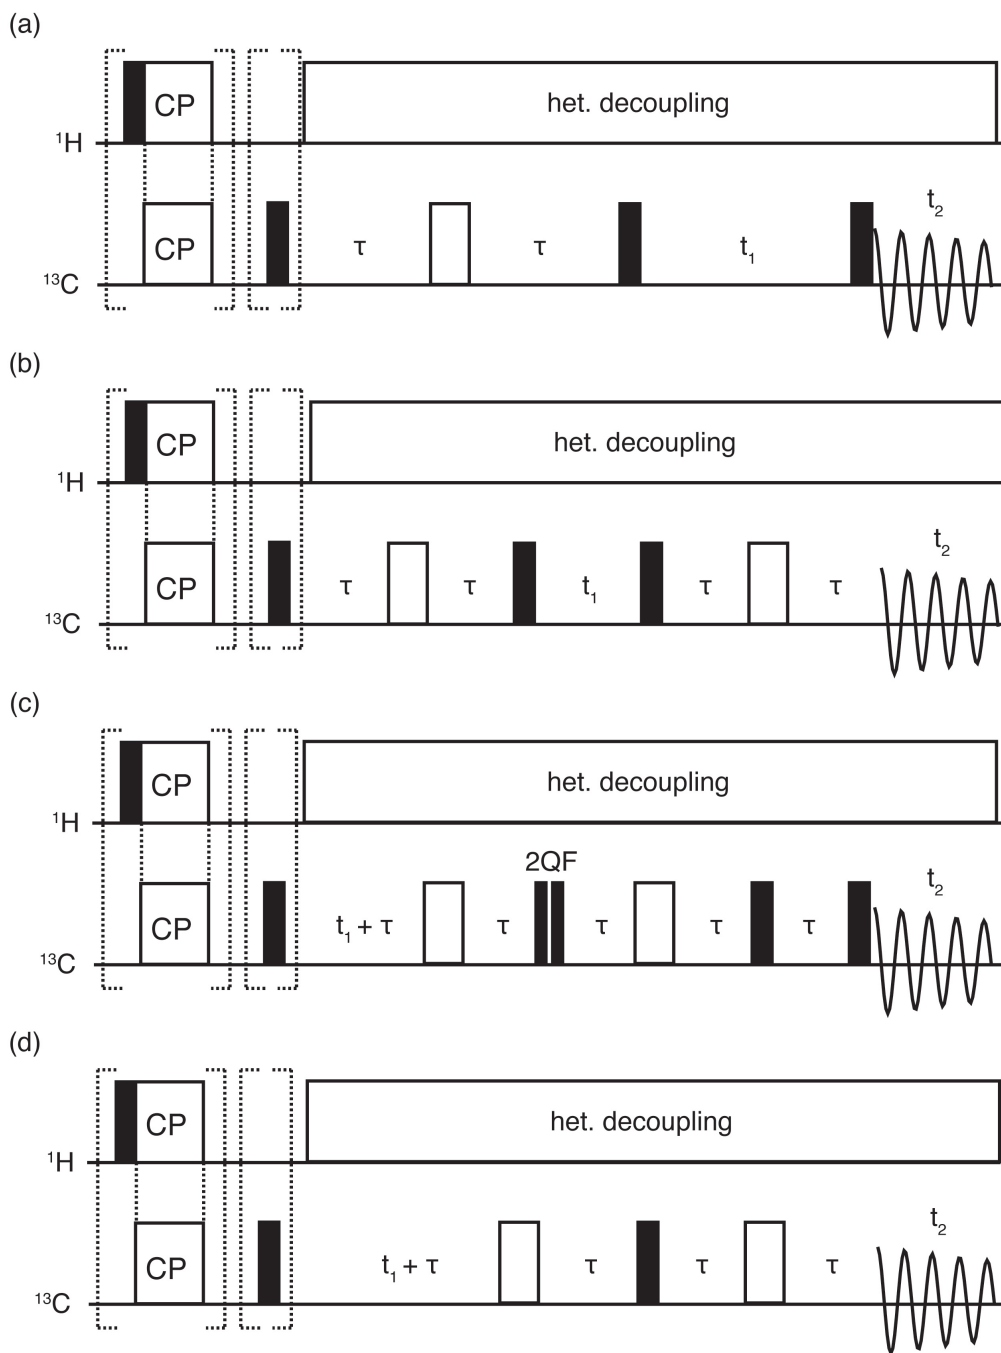 (a)
CP
het. decoupling
¹H
CP
τ
τ
t₁
t₂
¹³C
(b)
CP
het. decoupling
¹H
CP
τ
τ
t₁
τ
τ
t₂
¹³C
(c)
CP
het. decoupling
¹H
2QF
CP
t₁ + τ
τ
τ
τ
τ
t₂
¹³C
(d)
CP
het. decoupling
¹H
CP
t₁ + τ
τ
τ
τ
t₂
¹³C